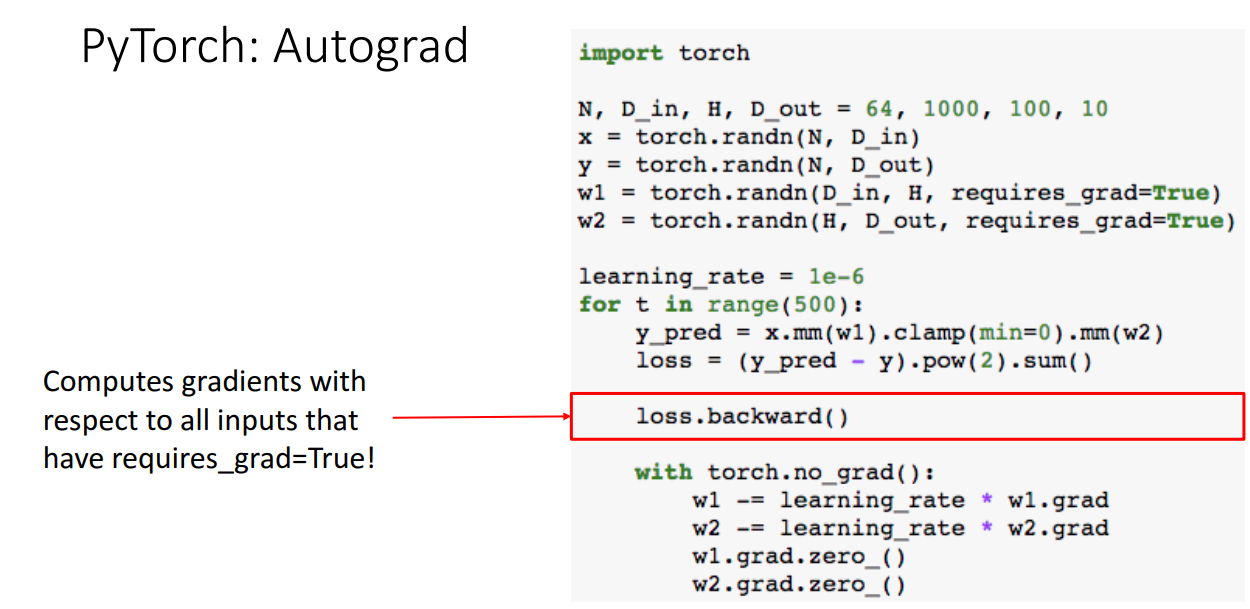 PyTorch: Autograd
import torch
N, D_in, H, D_out = 64, 1000, 100, 10
x = torch.randn(N, D_in)
y = torch.randn(N, D_out)
w1 = torch.randn(D_in, H, requires_grad=True)
w2 = torch.randn(H, D_out, requires_grad=True)
learning_rate = 1e-6
for t in range(500):
    y_pred = x.mm(w1).clamp(min=0).mm(w2)
    loss = (y_pred - y).pow(2).sum()
Computes gradients with
respect to all inputs that
have requires_grad=True!
    loss.backward()
    with torch.no_grad():
        w1 -= learning_rate * w1.grad
        w2 -= learning_rate * w2.grad
        w1.grad.zero_()
        w2.grad.zero_()